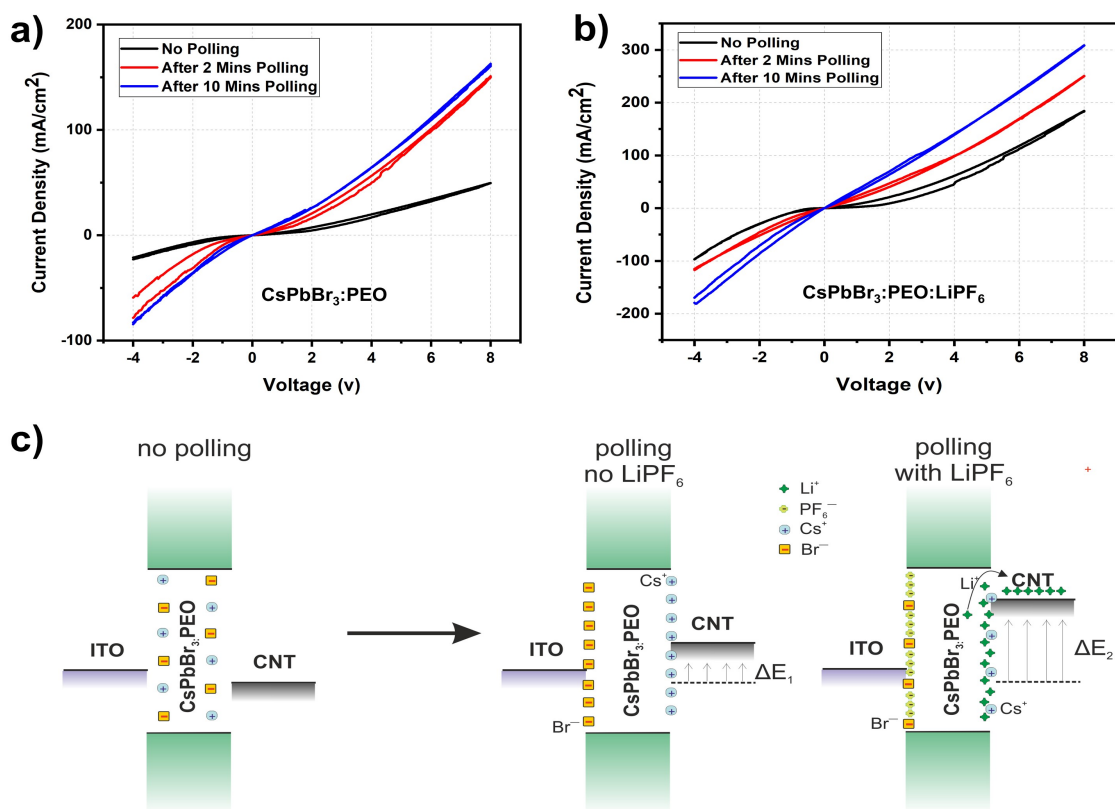 a)
200
100
0
-100
-4
-2
0
2
4
6
8
Current Density (mA/cm²)
Voltage (v)
No Polling
After 2 Mins Polling
After 10 Mins Polling
CsPbBr₃:PEO
b)
300
200
100
0
-100
-200
-4
-2
0
2
4
6
8
Current Density (mA/cm²)
Voltage (v)
No Polling
After 2 Mins Polling
After 10 Mins Polling
CsPbBr₃:PEO:LiPF₆
c)
no polling
ITO
CsPbBr₃:PEO
CNT
polling
no LiPF₆
Cs⁺
CNT
ITO
CsPbBr₃:PEO
ΔE₁
Br⁻
Li⁺
PF₆⁻
Cs⁺
Br⁻
polling
with LiPF₆
Li⁺
CNT
ITO
CsPbBr₃:PEO
ΔE₂
Cs⁺
Br⁻